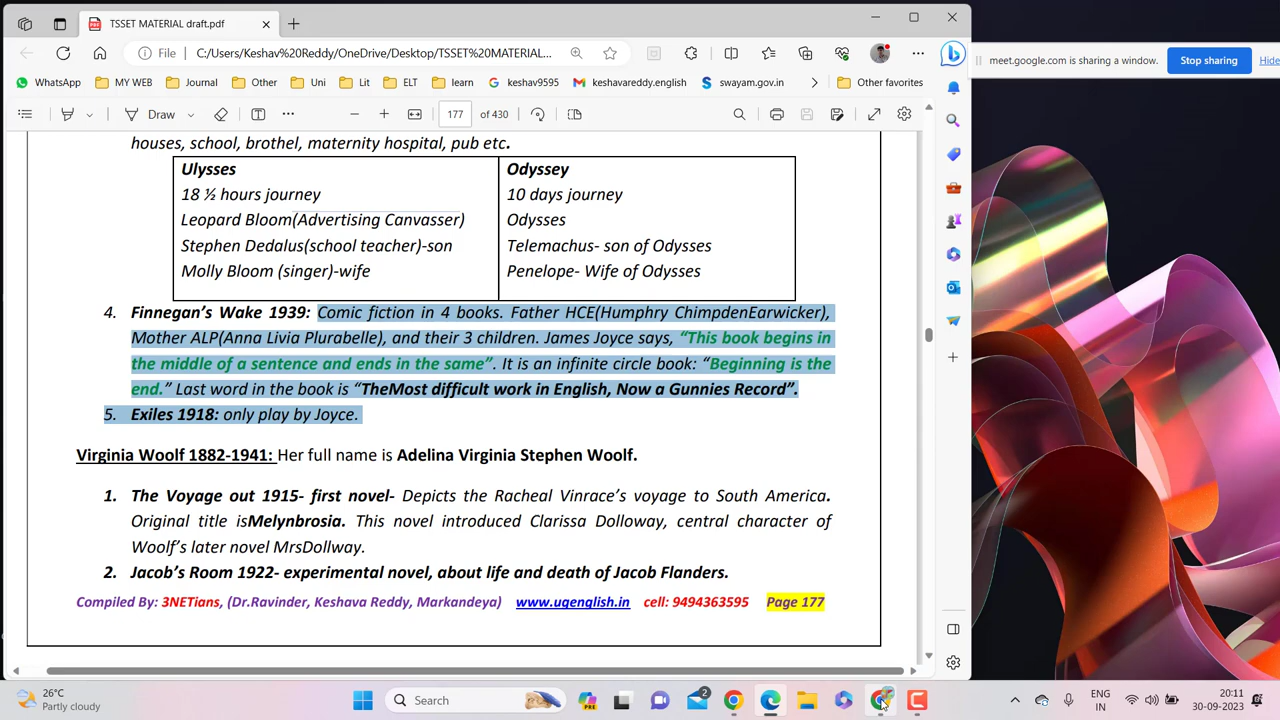 TSSET MATERIAL draft.pdf
File C:/Users/Keshav%20Reddy/OneDrive/Desktop/TSSET%20MATERIAL...
meet.google.com is sharing a window. Stop sharing Hide
WhatsApp MY WEB Journal Other Uni Lit ELT learn keshav9595 keshavareddy.english swayam.gov.in Other favorites
Draw 177 of 430
houses, school, brothel, maternity hospital, pub etc.
Ulysses Odyssey
18 ½ hours journey 10 days journey
Leopard Bloom(Advertising Canvasser) Odysses
Stephen Dedalus(school teacher)-son Telemachus- son of Odysses
Molly Bloom (singer)-wife Penelope- Wife of Odysses
4. Finnegan's Wake 1939: Comic fiction in 4 books. Father HCE(Humphry ChimpdenEarwicker),
Mother ALP(Anna Livia Plurabelle), and their 3 children. James Joyce says, “This book begins in
the middle of a sentence and ends in the same”. It is an infinite circle book: “Beginning is the
end.” Last word in the book is “TheMost difficult work in English, Now a Gunnies Record”.
5. Exiles 1918: only play by Joyce.
Virginia Woolf 1882-1941: Her full name is Adelina Virginia Stephen Woolf.
1. The Voyage out 1915- first novel- Depicts the Racheal Vinrace's voyage to South America.
Original title isMelynbrosia. This novel introduced Clarissa Dolloway, central character of
Woolf's later novel MrsDollway.
2. Jacob's Room 1922- experimental novel, about life and death of Jacob Flanders.
Compiled By: 3NETians, (Dr.Ravinder, Keshava Reddy, Markandeya) www.ugenglish.in cell: 9494363595 Page 177
26°C
Partly cloudy
Search
PRE
2
ENG
IN
20:11
30-09-2023